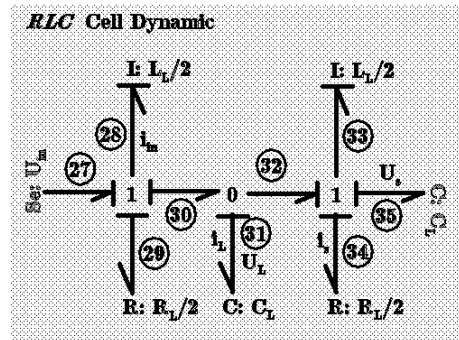 RLC Cell Dynamic
I: L_L/2
I: L_L/2
28
i_in
33
Se: U_in
27
32
U_s
1
30
0
1
35
C: C_L
29
i_L
31
i_s
34
U_L
R: R_L/2
C: C_L
R: R_L/2